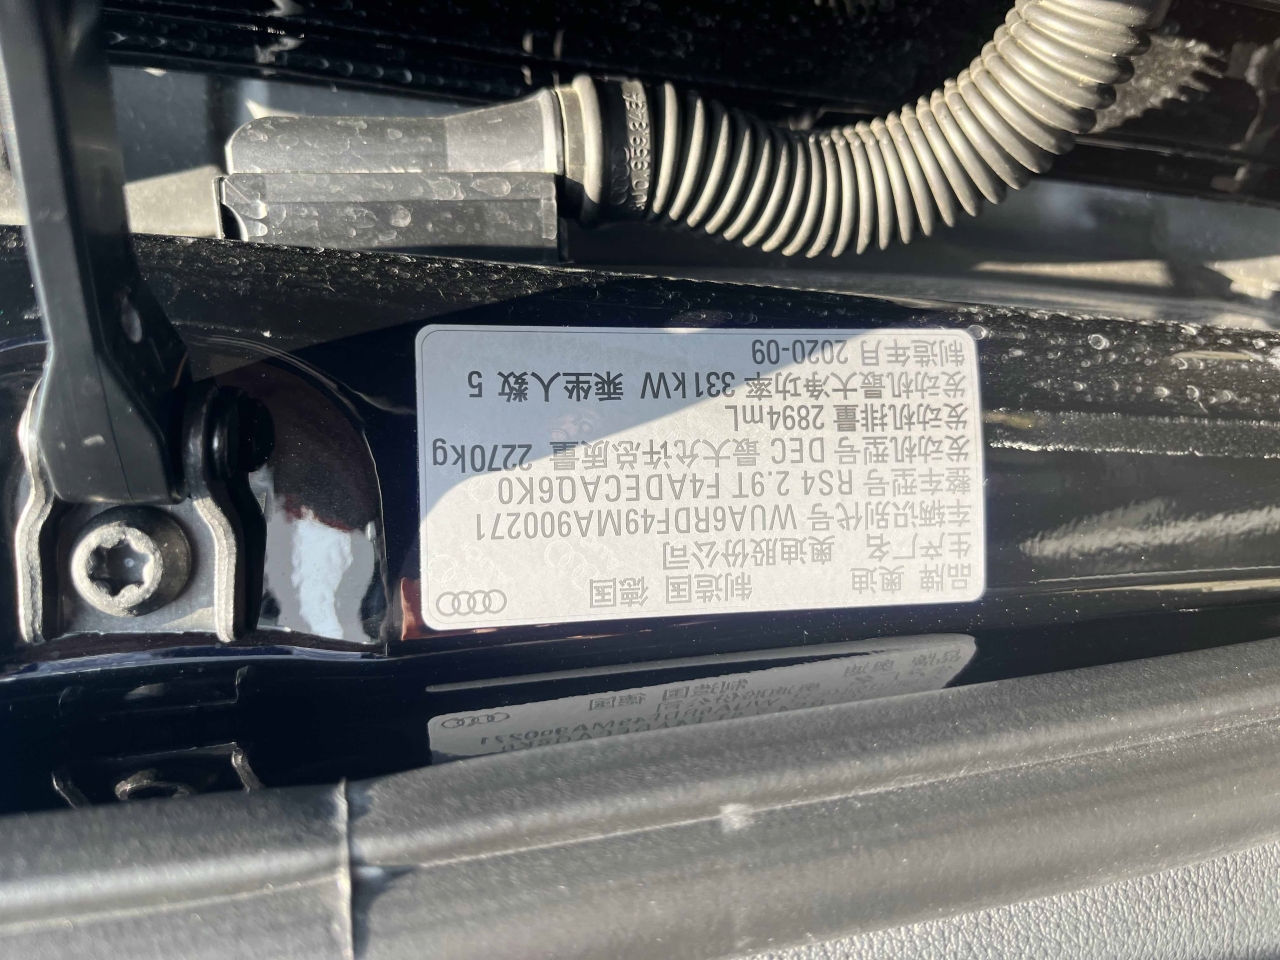 品牌 奥迪 制造国 德国
生产厂名 奥迪股份公司
车辆识别代号 WUA6RDF49MA900271
整车型号 RS4 2.9T F4ADECAQ6K0
发动机型号 DEC 最大允许总质量 2270kg
发动机排量 2894mL
发动机最大净功率 331kW 乘坐人数 5
制造年月 2020-09